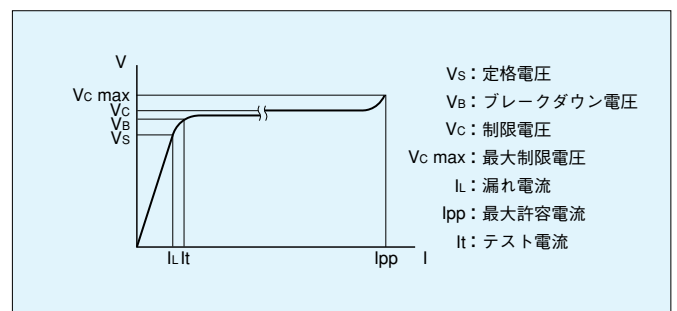 V
Vc max
Vc
VB
Vs
IL It
Ipp
I
Vs：定格電圧
VB：ブレークダウン電圧
Vc：制限電圧
Vc max：最大制限電圧
IL：漏れ電流
Ipp：最大許容電流
It：テスト電流